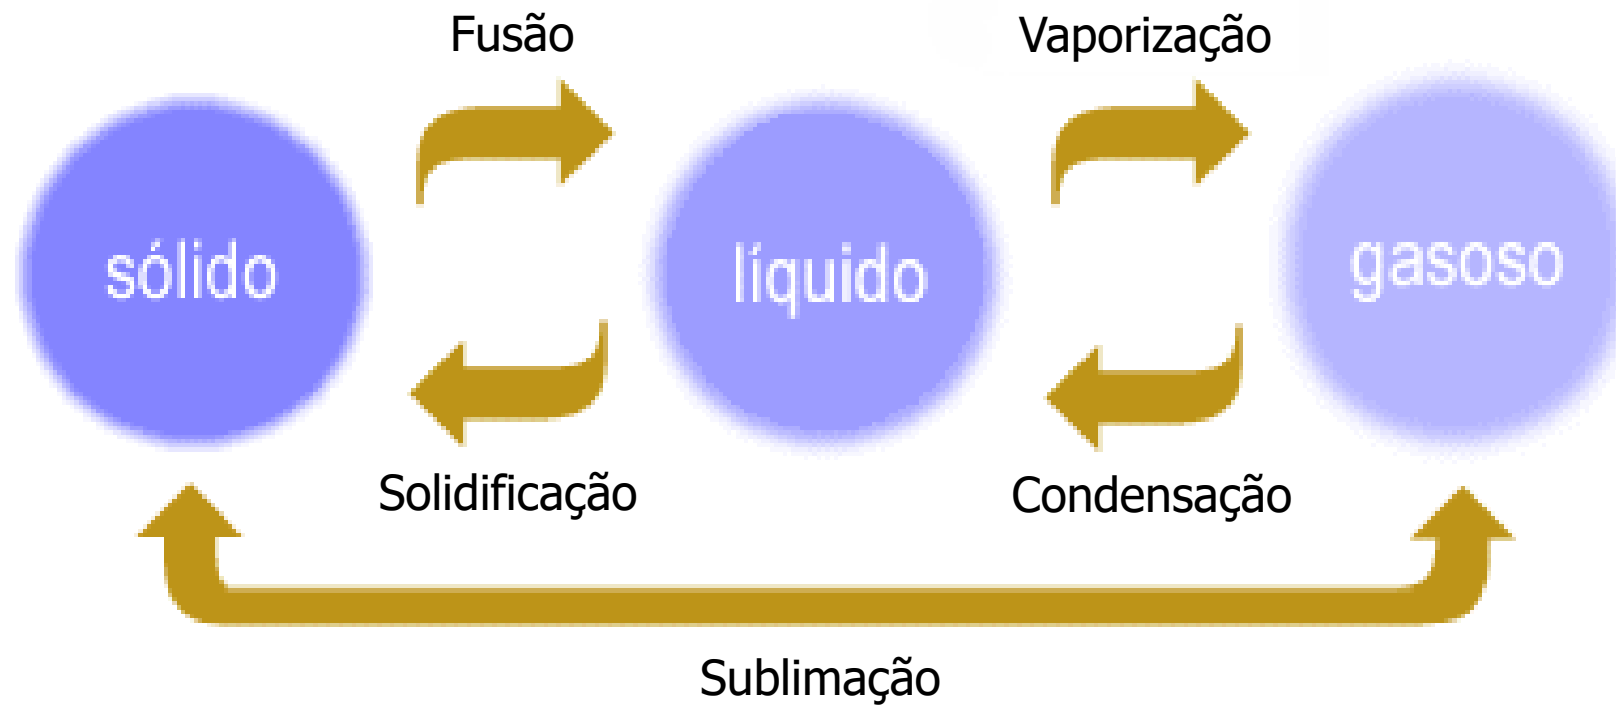 Fusão
Vaporização
sólido
líquido
gasoso
Solidificação
Condensação
Sublimação